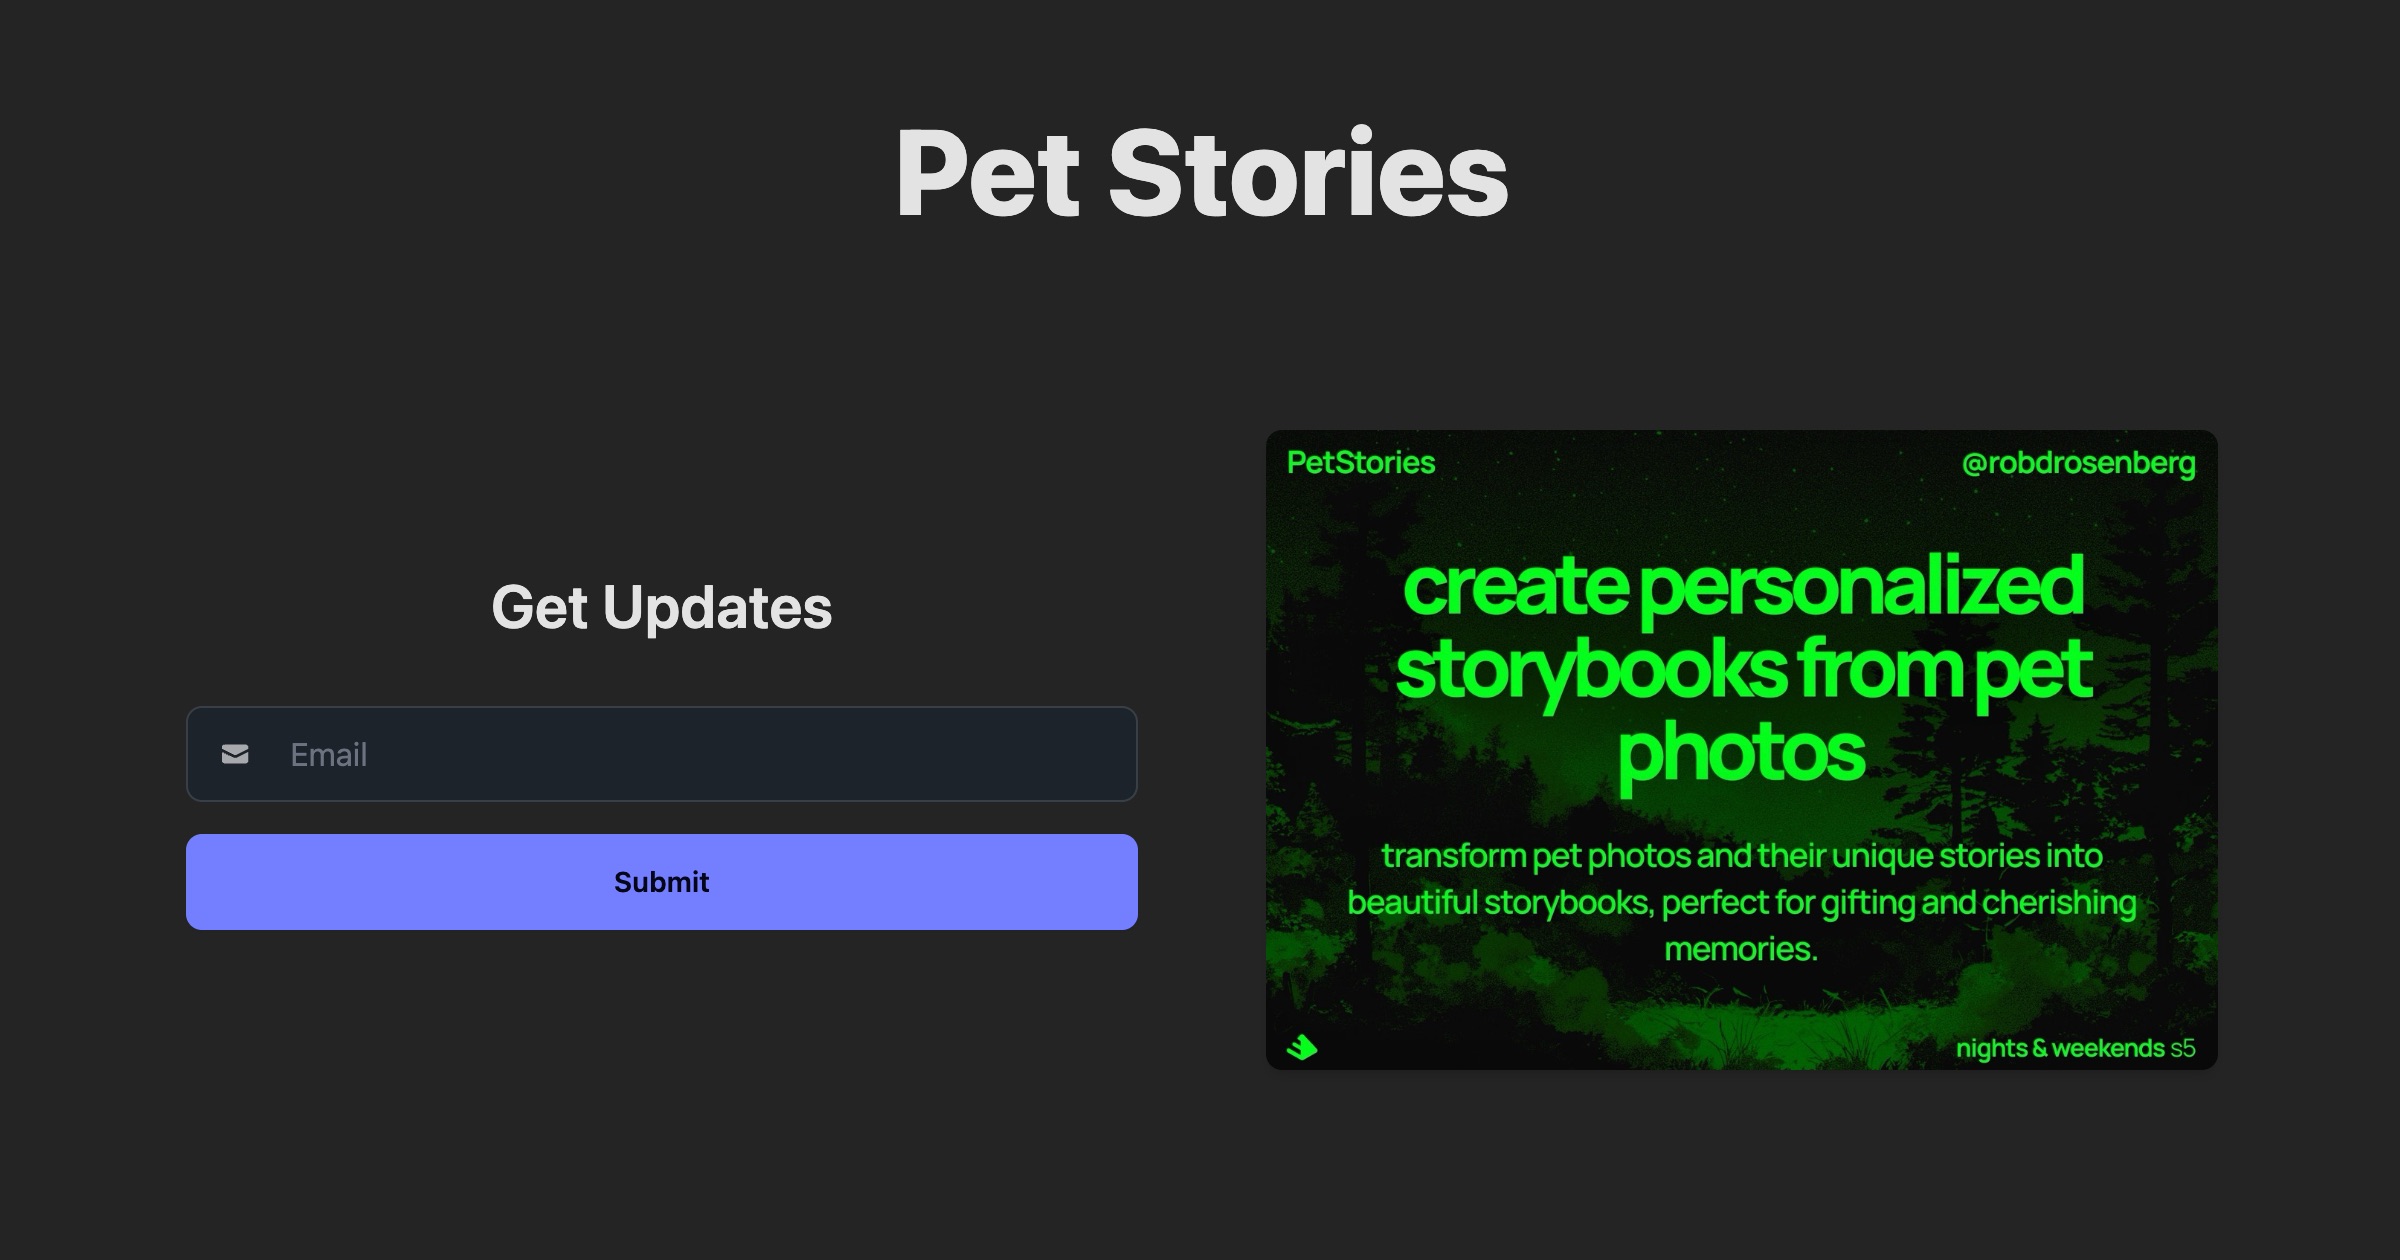 Pet Stories
Get Updates
Email
Submit
PetStories
@robdrosenberg
create personalized
storybooks from pet
photos
transform pet photos and their unique stories into
beautiful storybooks, perfect for gifting and cherishing
memories.
nights & weekends s5